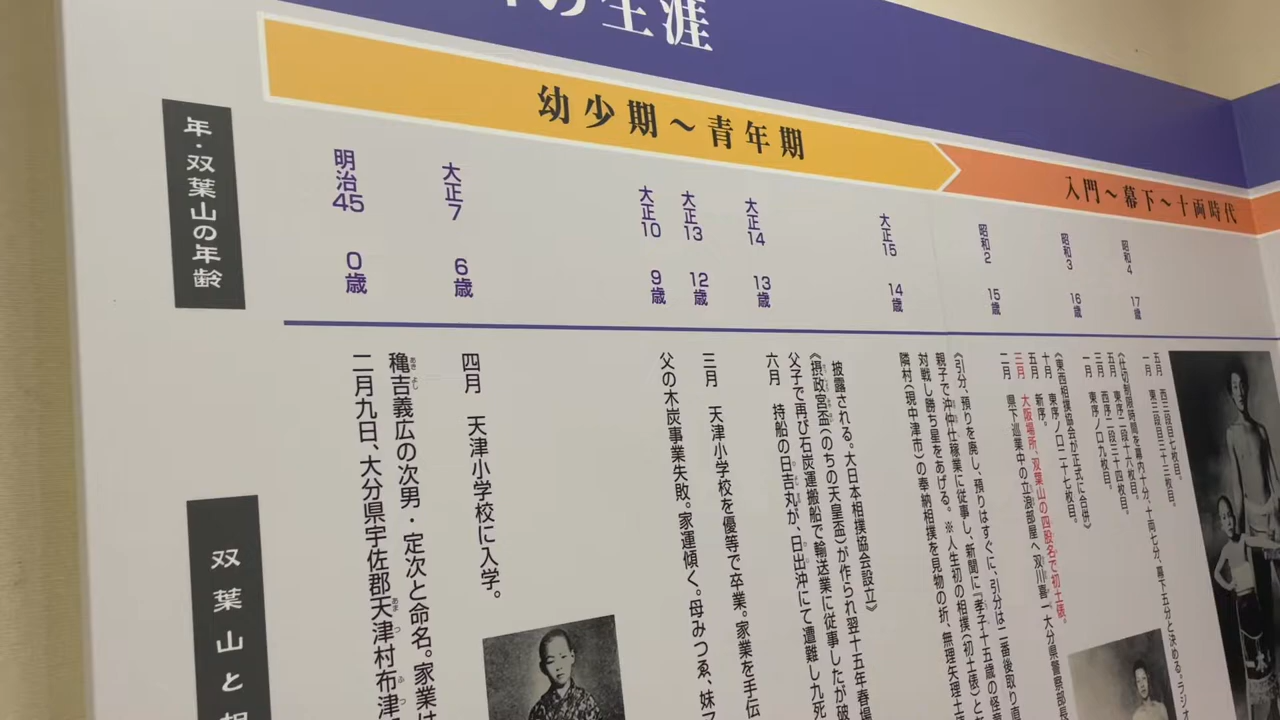 の生涯
幼少期～青年期
入門～幕下～十両時代
年・双葉山の年齢
明治45 0歳
大正7 6歳
大正10 9歳
大正13 12歳
大正14 13歳
大正15 14歳
昭和2 15歳
昭和3 16歳
昭和4 17歳
双葉山と
二月九日、大分県宇佐郡天津村布津
穐吉義広の次男・定次と命名。家業は
四月 天津小学校に入学。
父の木炭事業失敗。家運傾く。母みつゑ、妹
三月 天津小学校を優等で卒業。家業を手伝
六月 持船の日吉丸が、日出沖にて遭難し九死
父子で再び石炭運搬船で輸送業に従事したが破
《摂政宮盃(のちの天皇盃)が作られ翌十五年春場
披露される。大日本相撲協会設立》
隣村(現中津市)の奉納相撲を見物の折、無理矢理土
対戦し勝ち星をあげる。※人生初の相撲(初土俵)と
親子で沖仲仕稼業に従事し、新聞に「孝子十五歳の怪
《引分、預りを廃し、預りはすぐに、引分は二番後取り直
二月 県下巡業中の立浪部屋へ 双川喜一大分県警察部長
三月 大阪場所、双葉山の四股名で初土俵。
五月 新序。
十月 東序ノ口二十七枚目。
《東西相撲協会が正式に合併》
一月 東序ノ口九枚目。
三月 西序二段三十四枚目。
五月 東序二段十六枚目。
《仕切制限時間を幕内十分、十両七分、幕下五分と決める。ラジオ
一月 東三段目三十三枚目。
五月 西三段目七枚目。